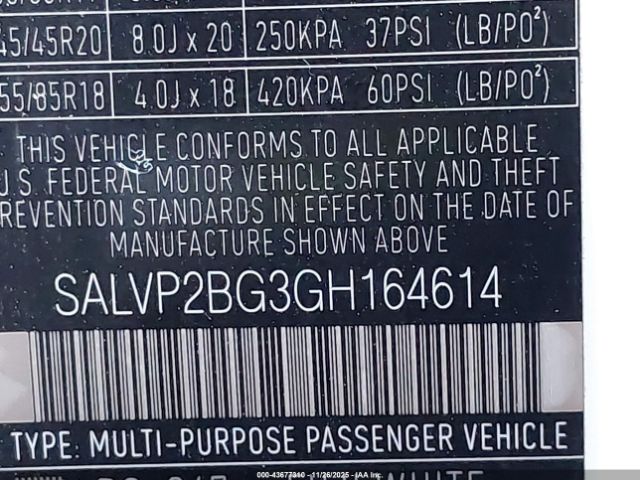 45/45R20 8.0J x 20 250KPA 37PSI (LB/PO²)
55/85R18 4.0J x 18 420KPA 60PSI (LB/PO²)
THIS VEHICLE CONFORMS TO ALL APPLICABLE
U.S. FEDERAL MOTOR VEHICLE SAFETY AND THEFT
REVENTION STANDARDS IN EFFECT ON THE DATE OF
MANUFACTURE SHOWN ABOVE
SALVP2BG3GH164614
TYPE: MULTI-PURPOSE PASSENGER VEHICLE
WHITE
000-43677310 - 11/26/2025 - IAA Inc.